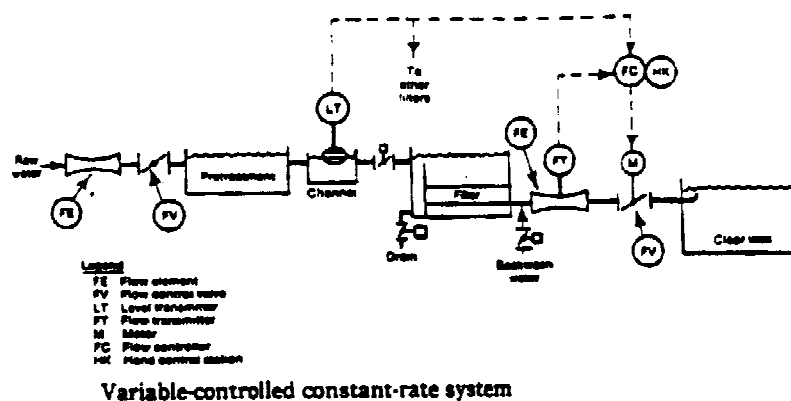 To
other
filters
FC
HK
LT
FE
FT
M
Raw
water
Pretreatment
Channel
Filter
FE
FV
Drain
Backwash
water
FV
Clear well
Legend
FE Flow element
FV Flow control valve
LT Level transmitter
FT Flow transmitter
M Motor
FC Flow controller
HK Hand control station
Variable-controlled constant-rate system